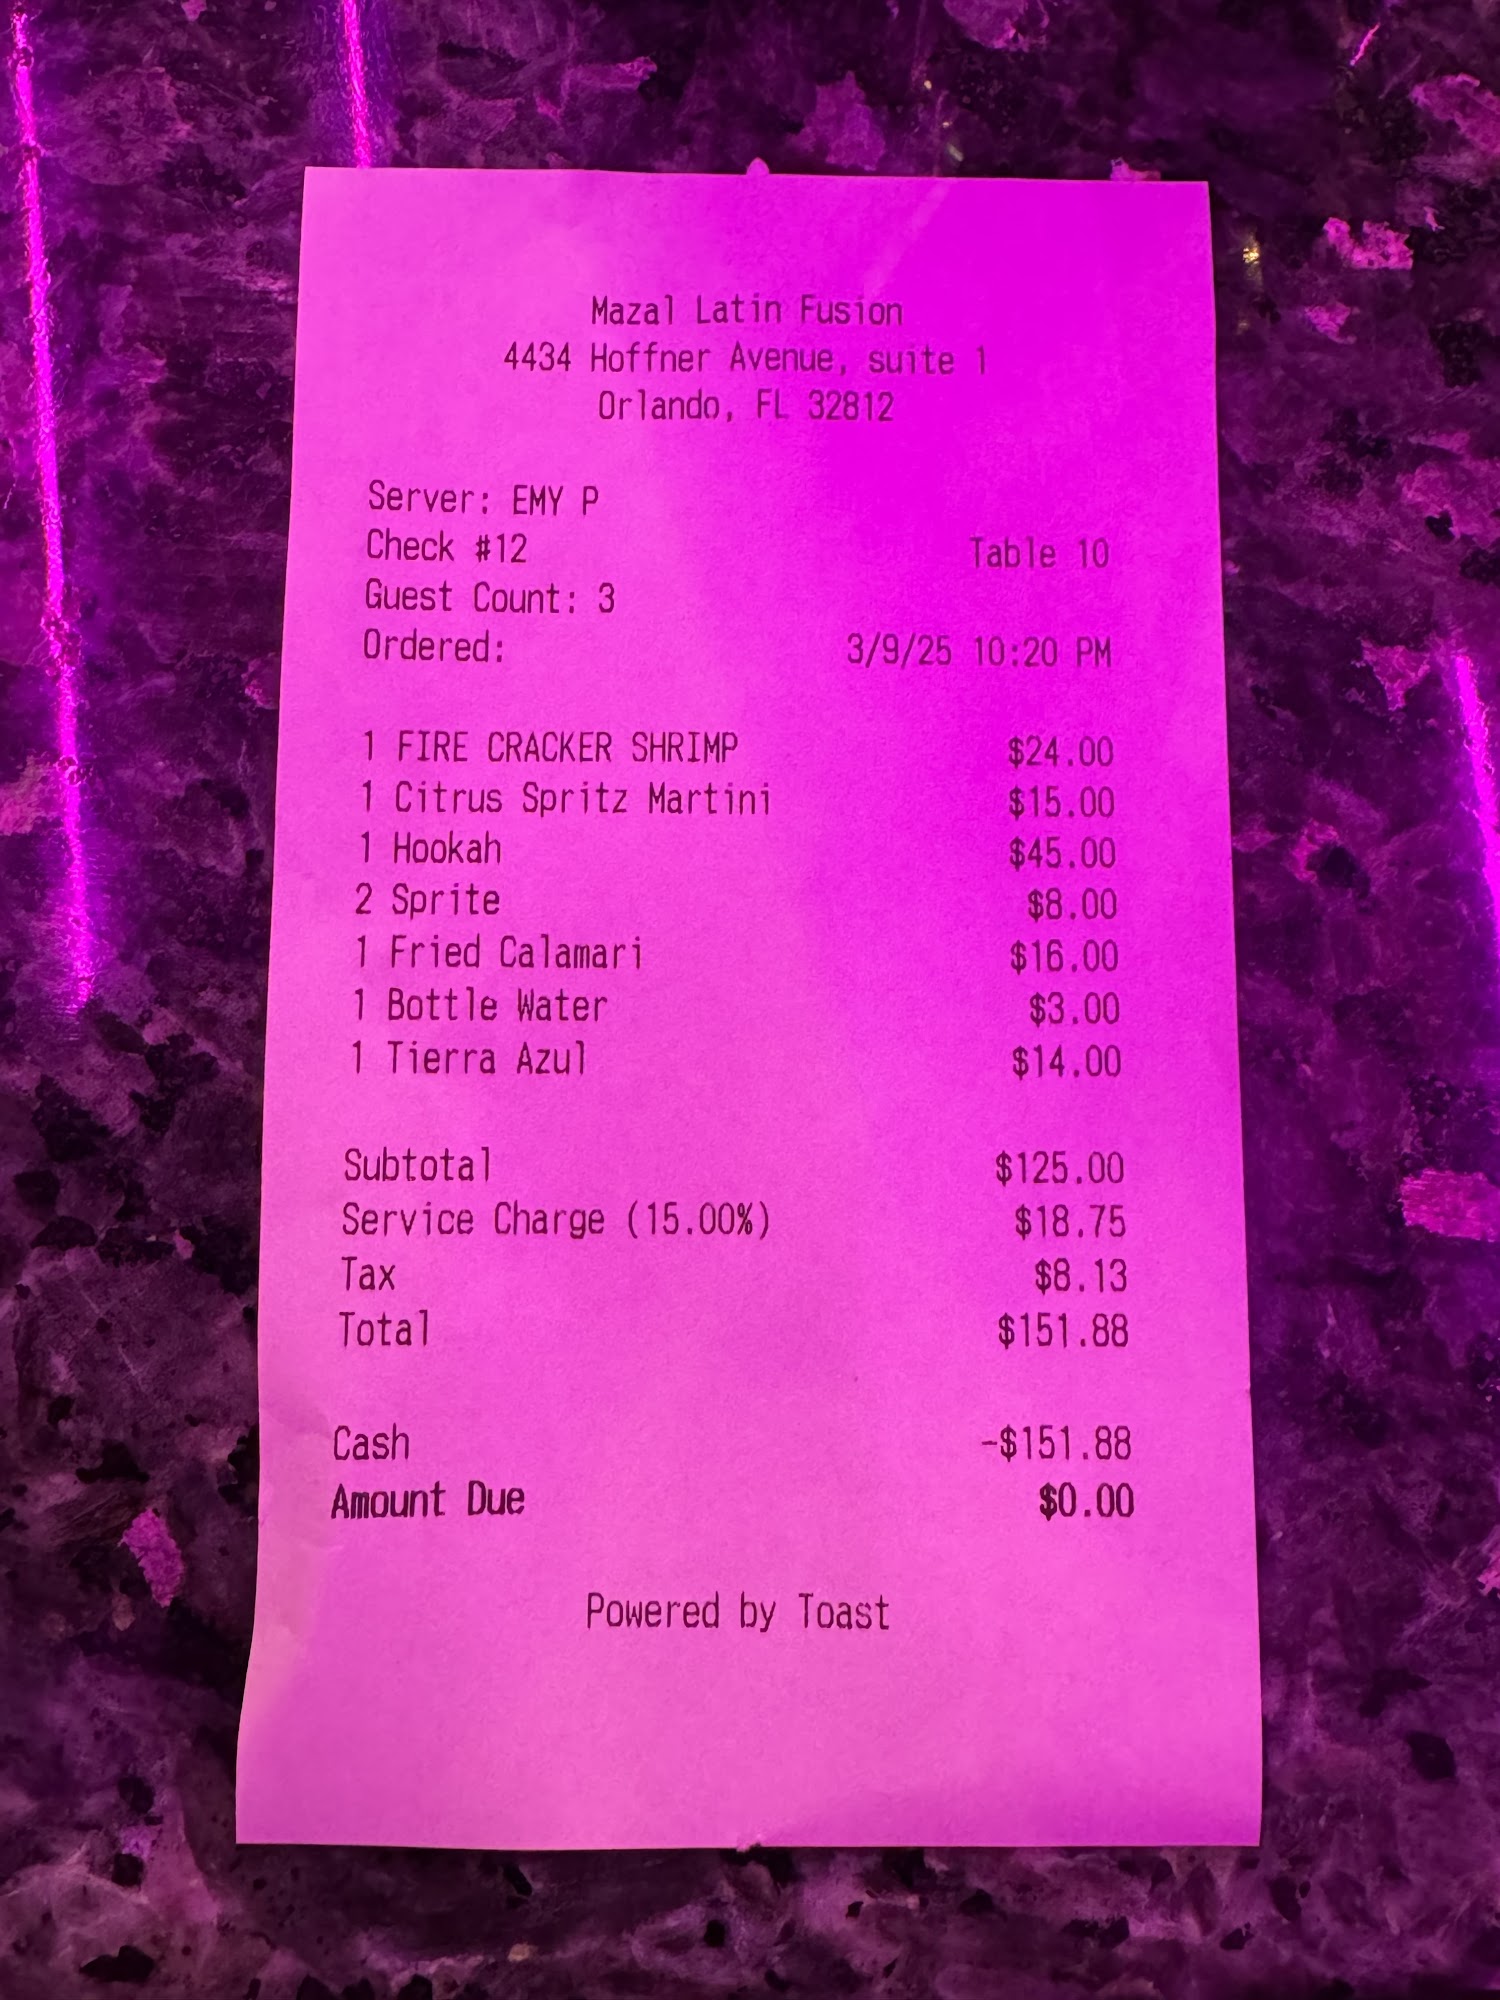 Mazal Latin Fusion
4434 Hoffner Avenue, suite 1
Orlando, FL 32812
Server: EMY P
Check #12 Table 10
Guest Count: 3
Ordered: 3/9/25 10:20 PM
1 FIRE CRACKER SHRIMP $24.00
1 Citrus Spritz Martini $15.00
1 Hookah $45.00
2 Sprite $8.00
1 Fried Calamari $16.00
1 Bottle Water $3.00
1 Tierra Azul $14.00
Subtotal $125.00
Service Charge (15.00%) $18.75
Tax $8.13
Total $151.88
Cash -$151.88
Amount Due $0.00
Powered by Toast